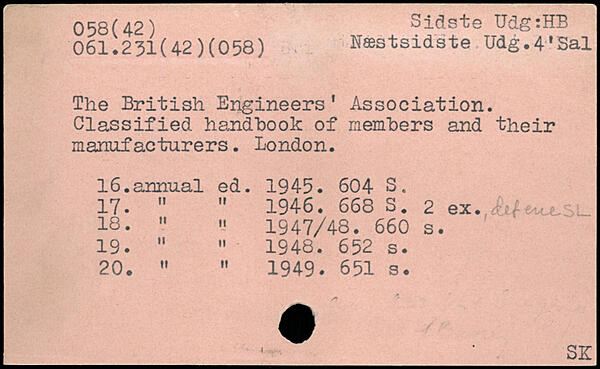 058(42)
061.231(42)(058)
Sidste Udg:HB
Næstsidste Udg.4'Sal
The British Engineers' Association.
Classified handbook of members and their
manufacturers. London.
16.annual ed. 1945. 604 S.
17. " " 1946. 668 S. 2 ex.,
18. " " 1947/48. 660 s.
19. " " 1948. 652 s.
20. " " 1949. 651 s.
SK